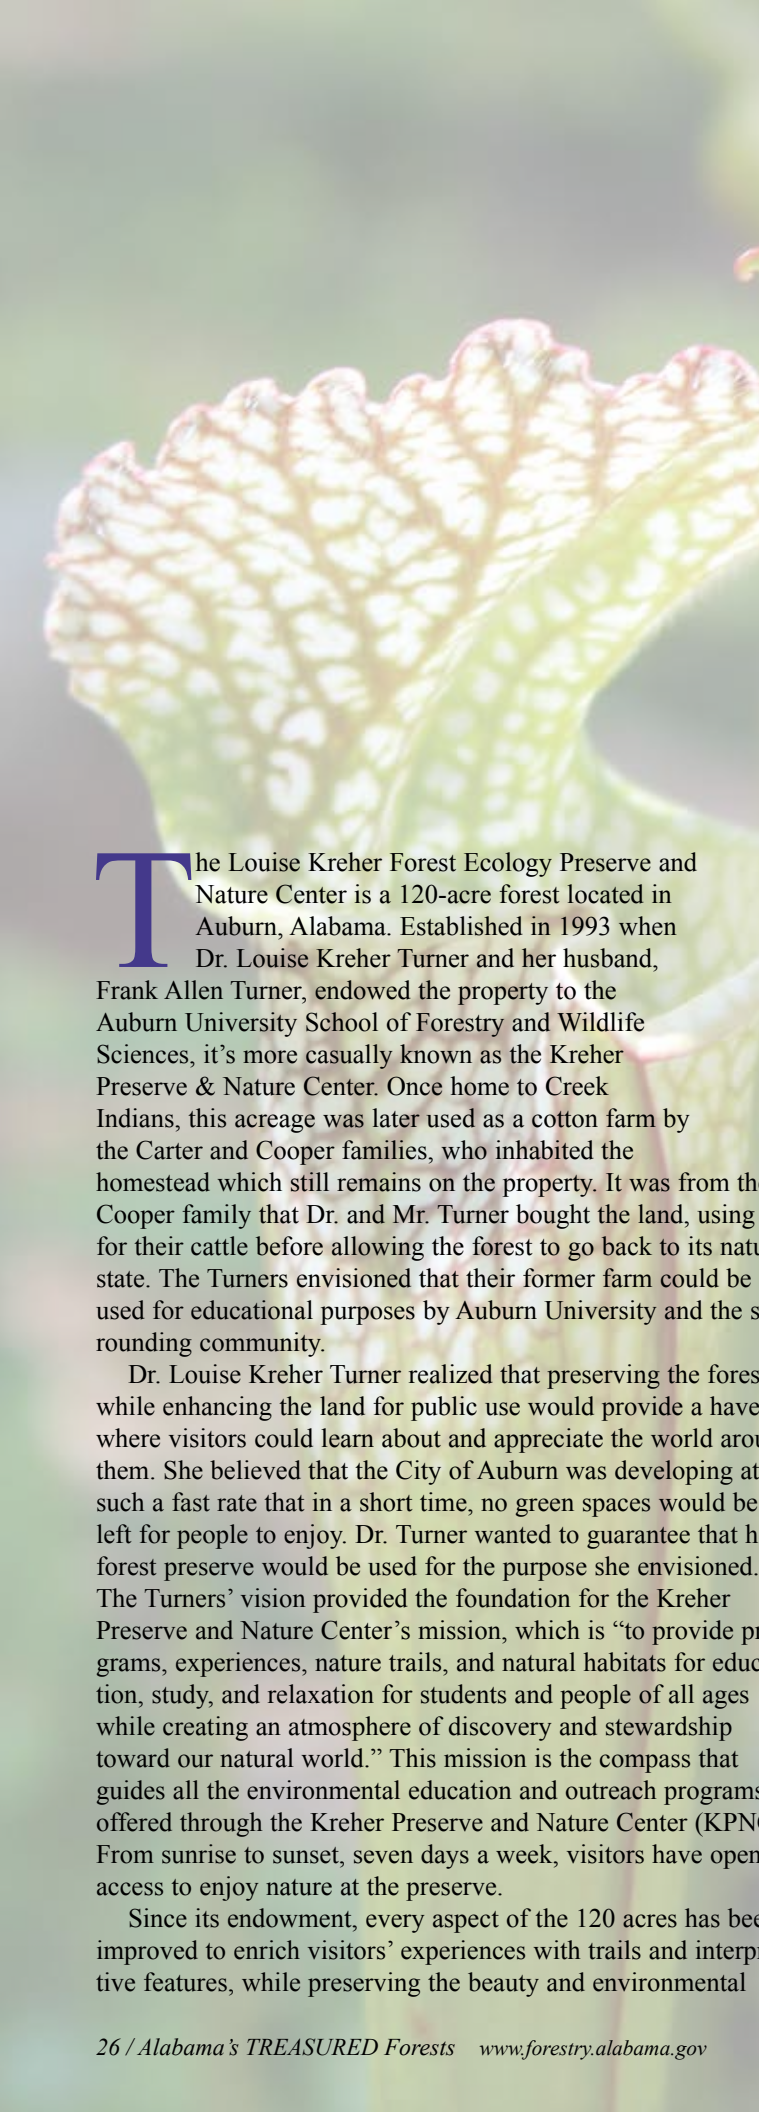 The Louise Kreher Forest Ecology Preserve and
Nature Center is a 120-acre forest located in
Auburn, Alabama. Established in 1993 when
Dr. Louise Kreher Turner and her husband,
Frank Allen Turner, endowed the property to the
Auburn University School of Forestry and Wildlife
Sciences, it’s more casually known as the Kreher
Preserve & Nature Center. Once home to Creek
Indians, this acreage was later used as a cotton farm by
the Carter and Cooper families, who inhabited the
homestead which still remains on the property. It was from the
Cooper family that Dr. and Mr. Turner bought the land, using
for their cattle before allowing the forest to go back to its natu
state. The Turners envisioned that their former farm could be
used for educational purposes by Auburn University and the s
rounding community.
Dr. Louise Kreher Turner realized that preserving the fores
while enhancing the land for public use would provide a have
where visitors could learn about and appreciate the world arou
them. She believed that the City of Auburn was developing at
such a fast rate that in a short time, no green spaces would be
left for people to enjoy. Dr. Turner wanted to guarantee that h
forest preserve would be used for the purpose she envisioned.
The Turners’ vision provided the foundation for the Kreher
Preserve and Nature Center’s mission, which is “to provide pr
grams, experiences, nature trails, and natural habitats for educ
tion, study, and relaxation for students and people of all ages
while creating an atmosphere of discovery and stewardship
toward our natural world.” This mission is the compass that
guides all the environmental education and outreach programs
offered through the Kreher Preserve and Nature Center (KPN
From sunrise to sunset, seven days a week, visitors have open
access to enjoy nature at the preserve.
Since its endowment, every aspect of the 120 acres has bee
improved to enrich visitors’ experiences with trails and interpr
tive features, while preserving the beauty and environmental
26 / Alabama’s TREASURED Forests www.forestry.alabama.gov